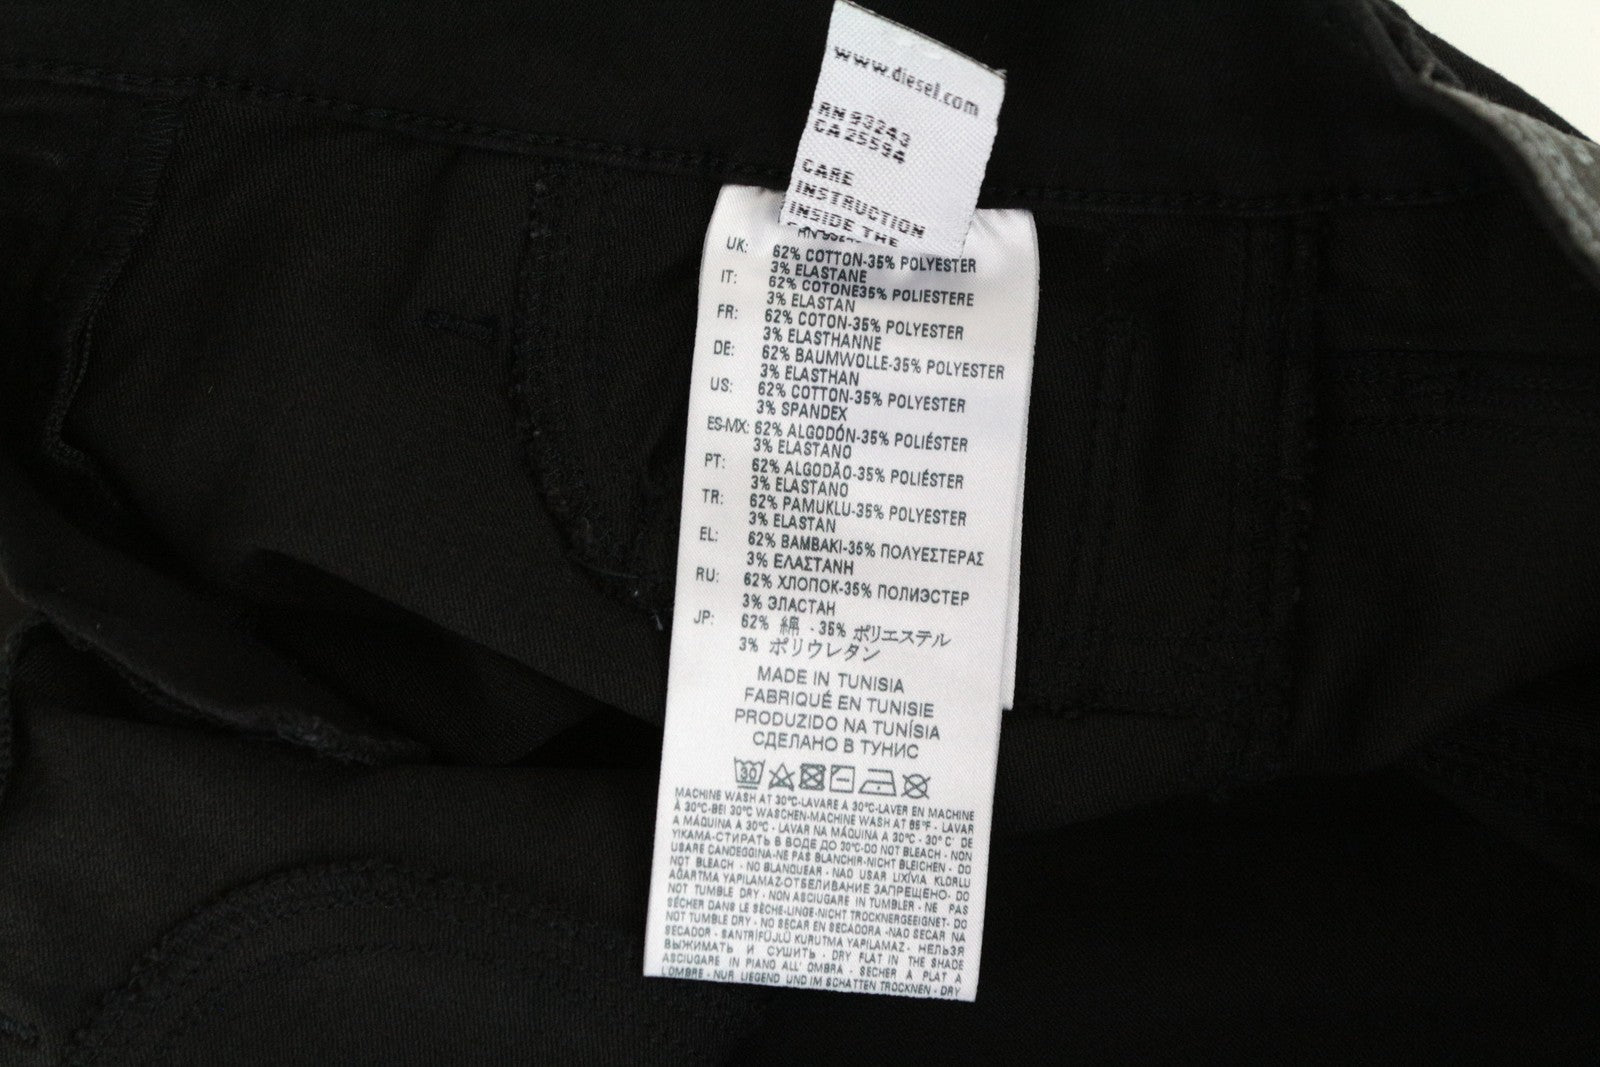 www.diesel.com
RN 93243
CA 25594
CARE
INSTRUCTION
INSIDE THE
UK: 62% COTTON-35% POLYESTER
3% ELASTANE
IT: 62% COTONE35% POLIESTERE
3% ELASTAN
FR: 62% COTON-35% POLYESTER
3% ELASTHANNE
DE: 62% BAUMWOLLE-35% POLYESTER
3% ELASTHAN
US: 62% COTTON-35% POLYESTER
3% SPANDEX
ES-MX: 62% ALGODÓN-35% POLIÉSTER
3% ELASTANO
PT: 62% ALGODÃO-35% POLIÉSTER
3% ELASTANO
TR: 62% PAMUKLU-35% POLYESTER
3% ELASTAN
EL: 62% BAMBAKI-35% ΠΟΛΥΕΣΤΕΡΑΣ
3% ΕΛΑΣΤΑΝΗ
RU: 62% ХЛОПОК-35% ПОЛИЭСТЕР
3% ЭЛАСТАН
JP: 62% 綿 - 35% ポリエステル
3% ポリウレタン
MADE IN TUNISIA
FABRIQUÉ EN TUNISIE
PRODUZIDO NA TUNÍSIA
СДЕЛАНО В ТУНИС
30
MACHINE WASH AT 30°C-LAVARE A 30°C-LAVER EN MACHINE
À 30°C-BEI 30°C WASCHEN-MACHINE WASH AT 85°F - LAVAR
A MÁQUINA A 30°C - LAVAR NA MÁQUINA A 30°C - 30° C' DE
YIKAMA-СТИРАТЬ В ВОДЕ ДО 30°C-DO NOT BLEACH - NON
USARE CANDEGGINA-NE PAS BLANCHIR-NICHT BLEICHEN - DO
NOT BLEACH - NO BLANQUEAR - NAO USAR LIXÍVIA KLORLU
AĞARTMA YAPILAMAZ-ОТБЕЛИВАНИЕ ЗАПРЕЩЕНО- DO
NOT TUMBLE DRY - NON ASCIUGARE IN TUMBLER - NE PAS
SÉCHER DANS LE SÈCHE-LINGE-NICHT TROCKNERGEEIGNET- DO
NOT TUMBLE DRY - NO SECAR EN SECADORA -NAO SECAR NA
SECADOR - SANTRİFÜJLÜ KURUTMA YAPILAMAZ - НЕЛЬЗЯ
ВЫЖИМАТЬ И СУШИТЬ - DRY FLAT IN THE SHADE
ASCIUGARE IN PIANO ALL' OMBRA - SÉCHER A PLAT À
L'OMBRE - NUR LIEGEND UND IM SCHATTEN TROCKNEN - DRY